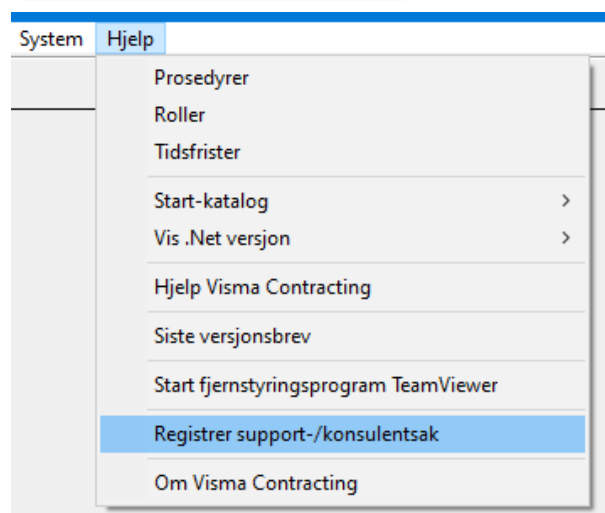 System Hjelp
Prosedyrer
Roller
Tidsfrister
Start-katalog
Vis .Net versjon
Hjelp Visma Contracting
Siste versjonsbrev
Start fjernstyringsprogram TeamViewer
Registrer support-/konsulentsak
Om Visma Contracting